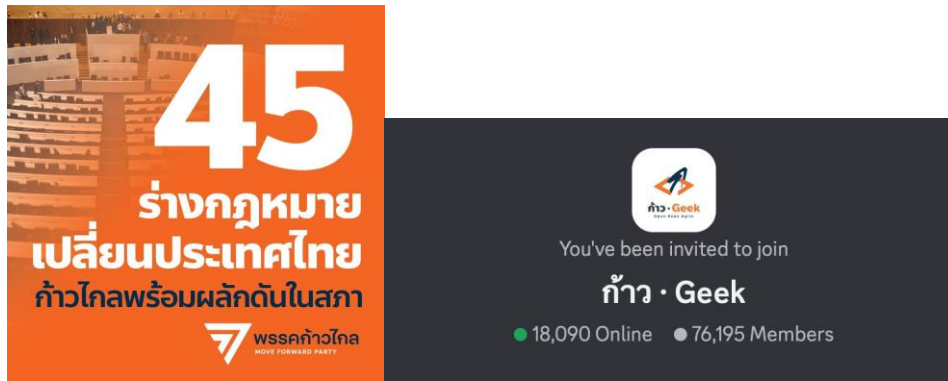 45
ร่างกฎหมาย
เปลี่ยนประเทศไทย
ก้าวไกลพร้อมผลักดันในสภา
พรรคก้าวไกล
MOVE FORWARD PARTY
ก้าว · Geek
Open Keen Agile
You've been invited to join
ก้าว · Geek
18,090 Online 76,195 Members